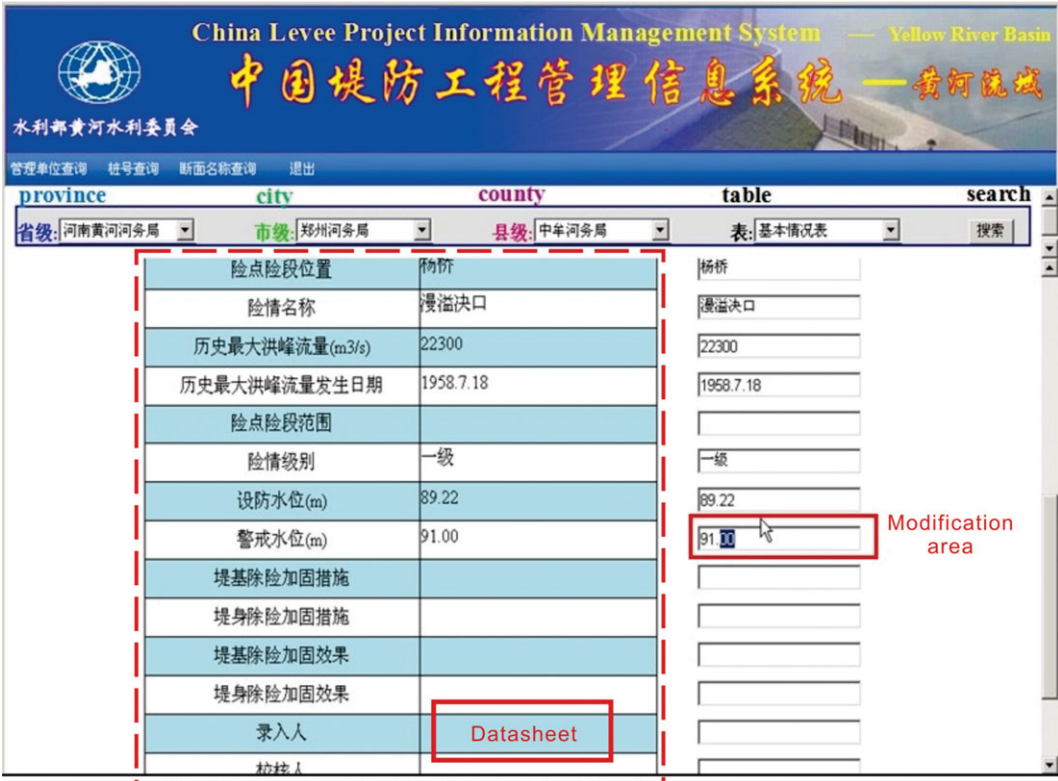 China Levee Project Information Management System — Yellow River Basin
中国堤防工程管理信息系统 —黄河流域
水利部黄河水利委员会
管理单位查询 桩号查询 断面名称查询 退出
province city county table search
省级: 河南黄河河务局 市级: 郑州河务局 县级: 中牟河务局 表: 基本情况表 搜索
险点险段位置 杨桥 杨桥
险情名称 漫溢决口 漫溢决口
历史最大洪峰流量(m3/s) 22300 22300
历史最大洪峰流量发生日期 1958.7.18 1958.7.18
险点险段范围
险情级别 一级 一级
设防水位(m) 89.22 89.22
警戒水位(m) 91.00 91.00
Modification
area
堤基除险加固措施
堤身除险加固措施
堤基除险加固效果
堤身除险加固效果
录入人 Datasheet
校核人